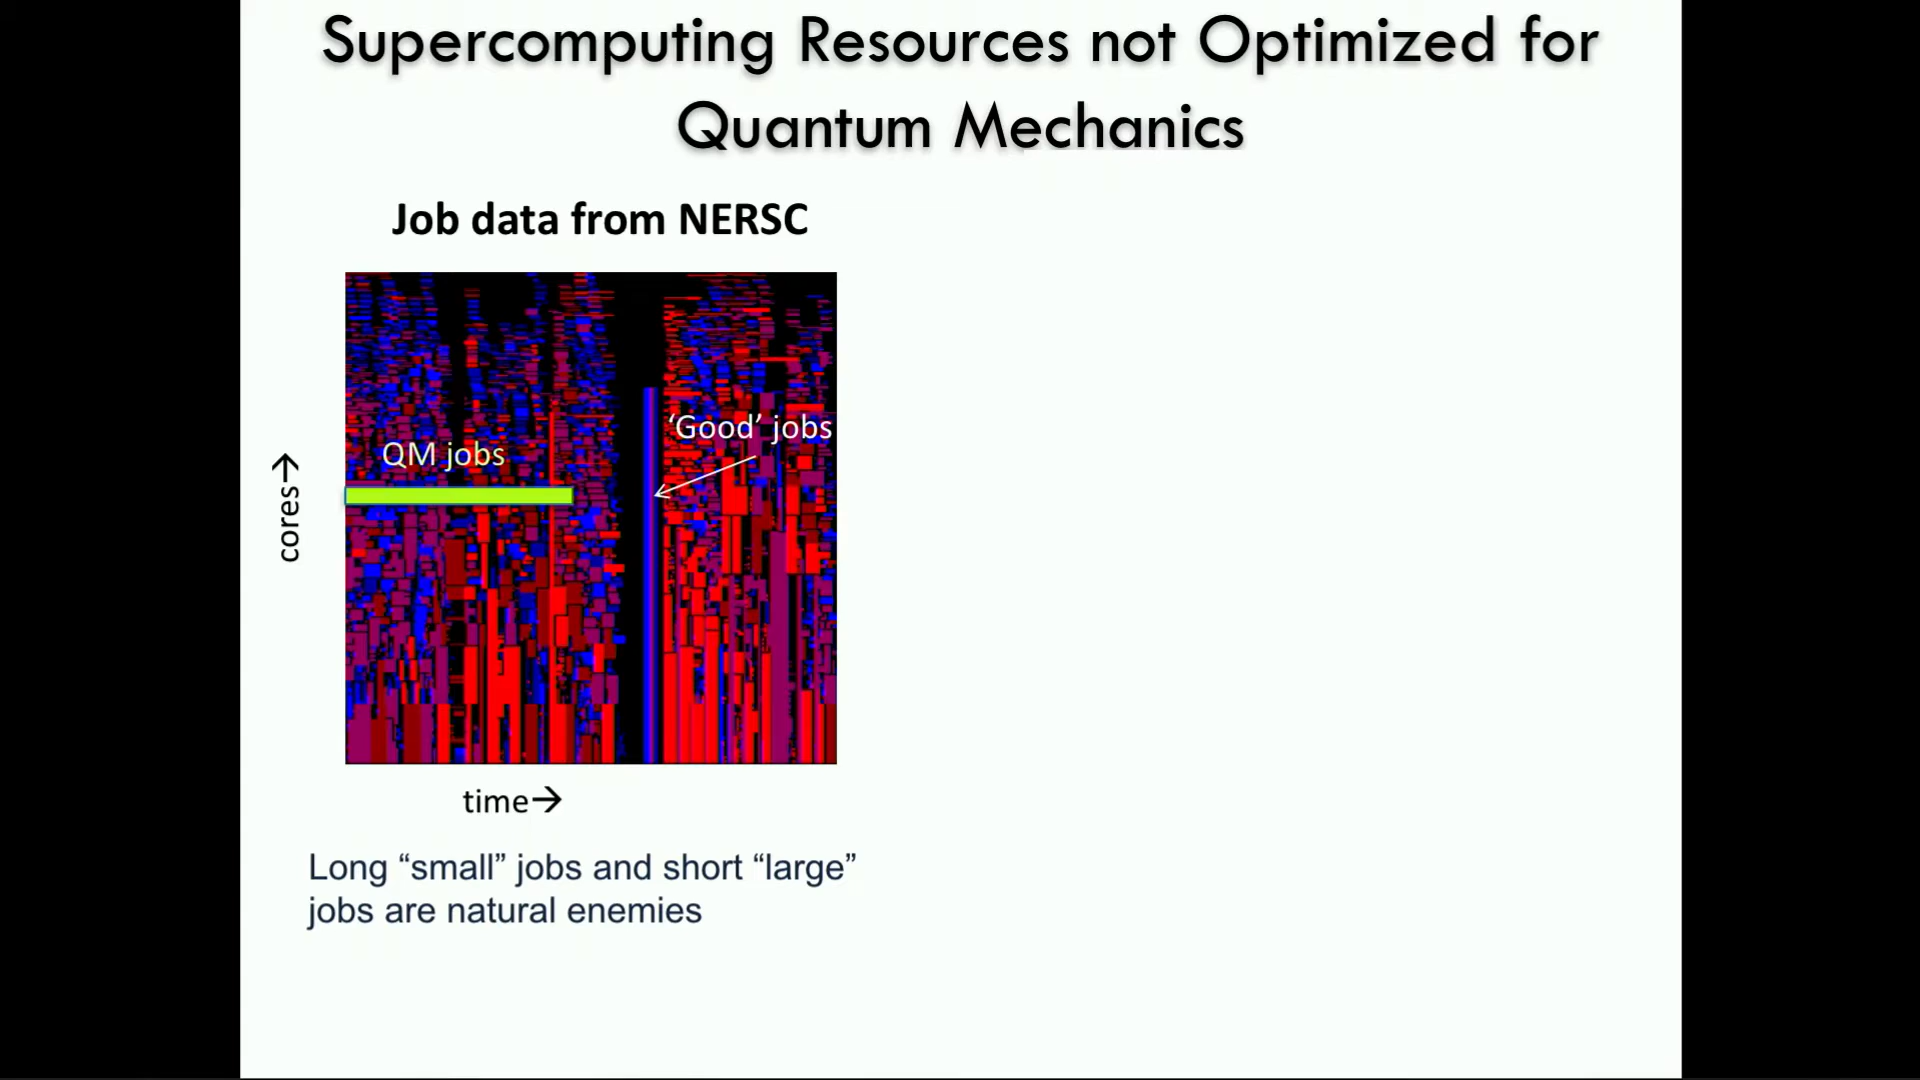 Supercomputing Resources not Optimized for
Quantum Mechanics
Job data from NERSC
‘Good’ jobs
QM jobs
cores→
time→
Long “small” jobs and short “large”
jobs are natural enemies